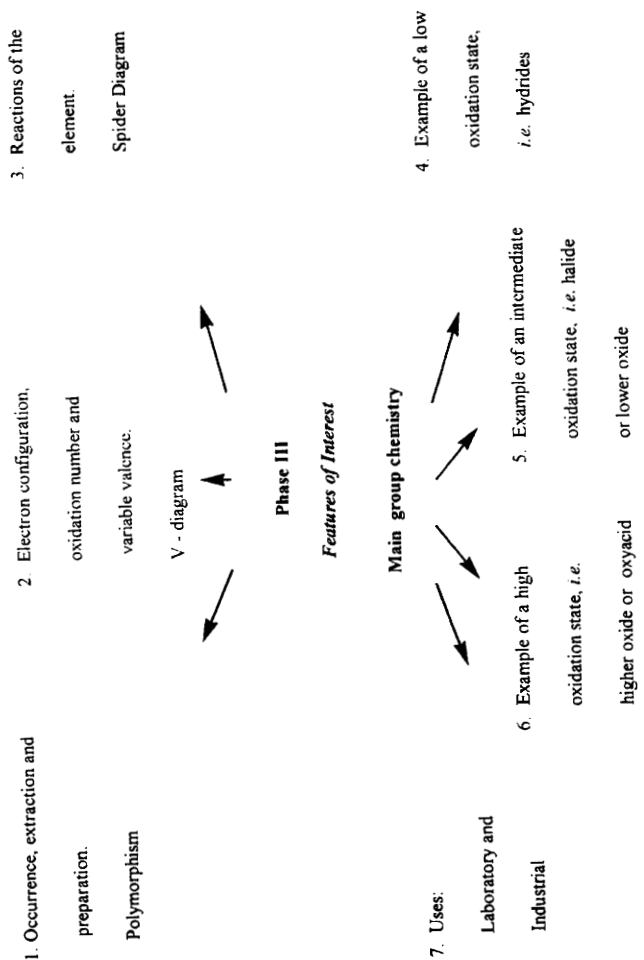 1. Occurrence, extraction and
preparation.
Polymorphism
2. Electron configuration,
oxidation number and
variable valence.
V - diagram
3. Reactions of the
element.
Spider Diagram
Phase III
Features of Interest
Main group chemistry
4. Example of a low
oxidation state,
i.e. hydrides
5. Example of an intermediate
oxidation state, i.e. halide
or lower oxide
6. Example of a high
oxidation state, i.e.
higher oxide or oxyacid
7. Uses:
Laboratory and
Industrial